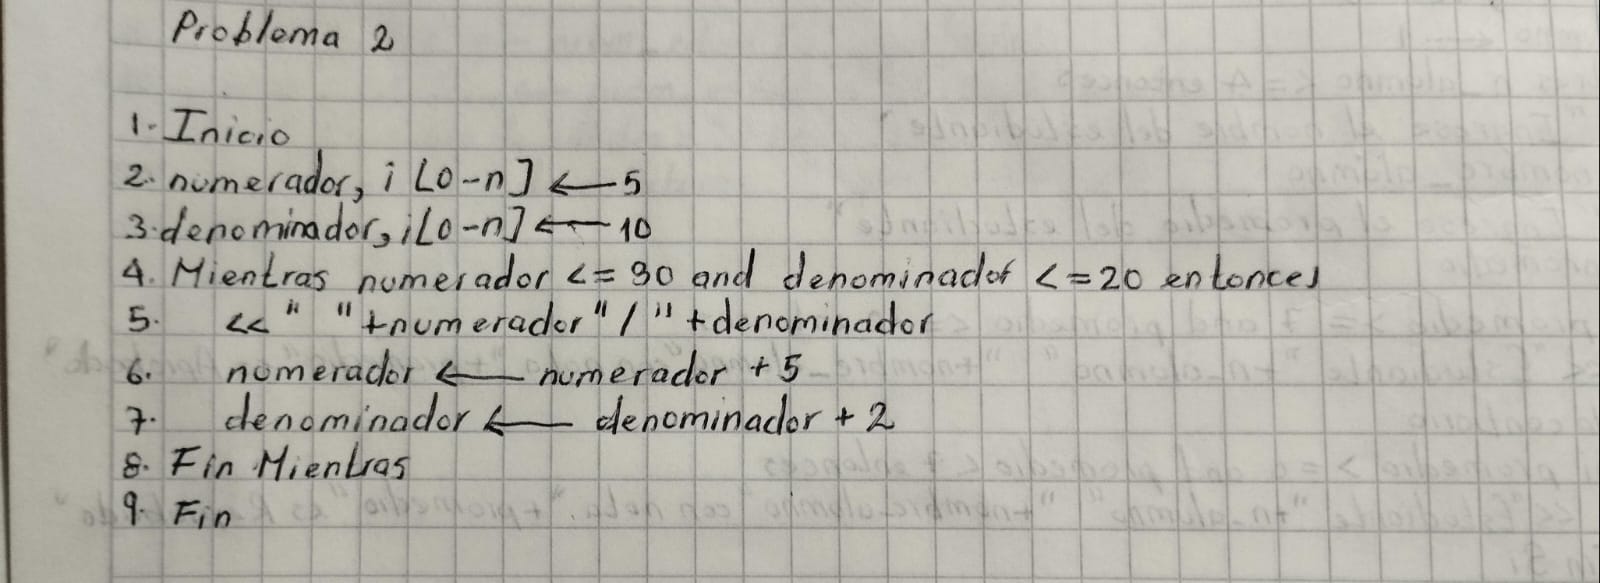 Problema 2
1. Inicio
2. numerador, i [0-n] ← 5
3. denominador, i [0-n] ← 10
4. Mientras numerador <= 30 and denominador <= 20 entonces
5. << " "+numerador "/" + denominador
6. numerador ← numerador + 5
7. denominador ← denominador + 2
8. Fin Mientras
9. Fin